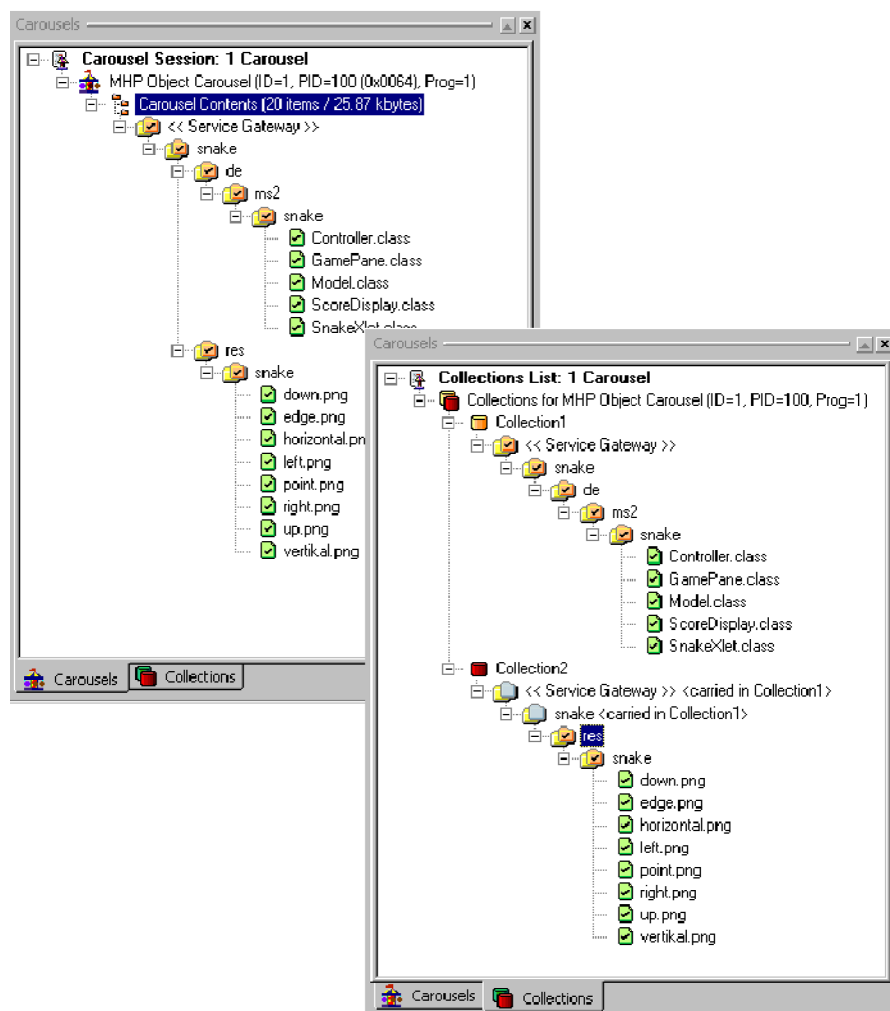 Carousels
Carousel Session: 1 Carousel
MHP Object Carousel (ID=1, PID=100 (0x0064), Prog=1)
Carousel Contents (20 items / 25.87 kbytes)
<< Service Gateway >>
snake
de
ms2
snake
Controller.class
GamePane.class
Model.class
ScoreDisplay.class
SnakeXlet.class
res
snake
down.png
edge.png
horizontal.pn
left.png
point.png
right.png
up.png
vertikal.png
Carousels
Collections
Carousels
Collections List: 1 Carousel
Collections for MHP Object Carousel (ID=1, PID=100, Prog=1)
Collection1
<< Service Gateway >>
snake
de
ms2
snake
Controller.class
GamePane.class
Model.class
ScoreDisplay.class
SnakeXlet.class
Collection2
<< Service Gateway >> <carried in Collection1>
snake <carried in Collection1>
res
snake
down.png
edge.png
horizontal.png
left.png
point.png
right.png
up.png
vertikal.png
Carousels
Collections